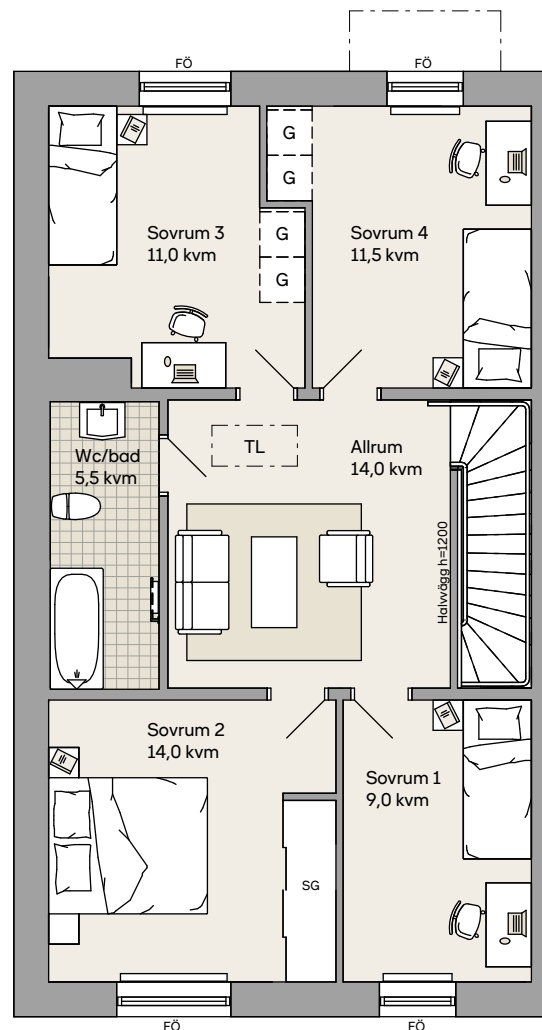 FÖ
FÖ
G
G
Sovrum 3
11,0 kvm
G
G
Sovrum 4
11,5 kvm
TL
Allrum
14,0 kvm
Wc/bad
5,5 kvm
Halvvägg h=1200
Sovrum 2
14,0 kvm
Sovrum 1
9,0 kvm
SG
FÖ
FÖ